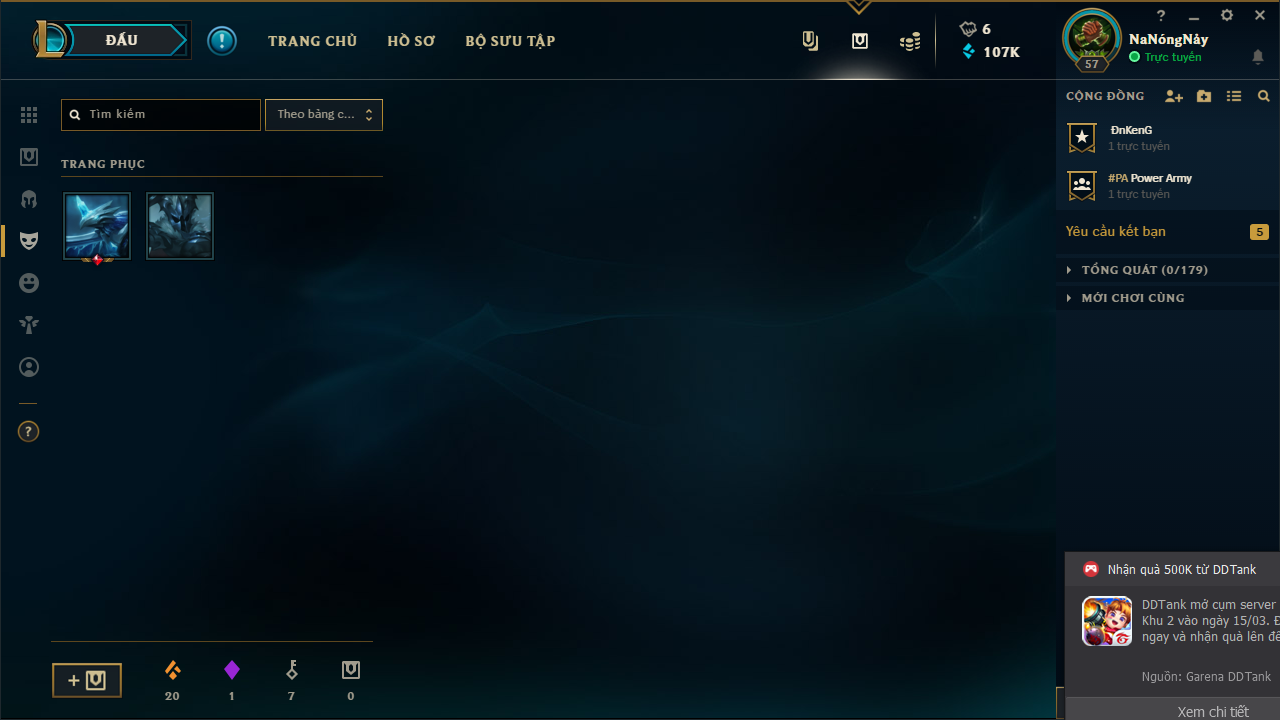 ĐẤU
!
TRANG CHỦ
HỒ SƠ
BỘ SƯU TẬP
6
107K
?
57
NaNóngNảy
Trực tuyến
Tìm kiếm
Theo bảng c...
TRANG PHỤC
?
20
1
7
0
CỘNG ĐỒNG
ĐnKenG
1 trực tuyến
#PA Power Army
1 trực tuyến
Yêu cầu kết bạn
5
TỔNG QUÁT (0/179)
MỚI CHƠI CÙNG
Nhận quà 500K từ DDTank
DDTank mở cụm server
Khu 2 vào ngày 15/03. Đ
ngay và nhận quà lên đế
Nguồn: Garena DDTank
Xem chi tiết